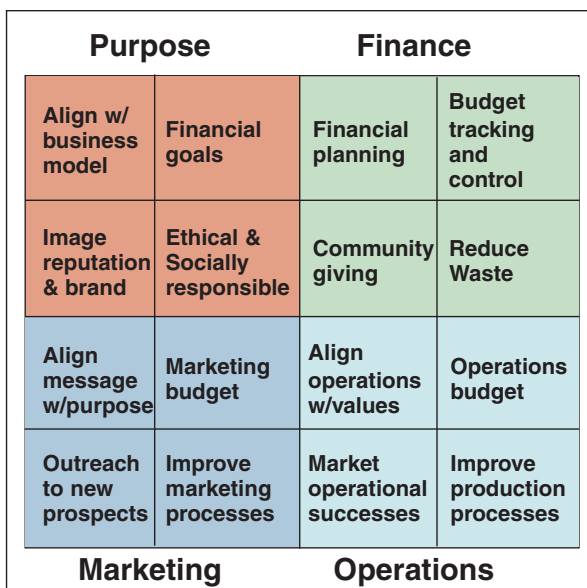 Purpose
Finance
Align w/
business
model
Financial
goals
Financial
planning
Budget
tracking
and
control
Image
reputation
& brand
Ethical &
Socially
responsible
Community
giving
Reduce
Waste
Align
message
w/purpose
Marketing
budget
Align
operations
w/values
Operations
budget
Outreach
to new
prospects
Improve
marketing
processes
Market
operational
successes
Improve
production
processes
Marketing
Operations